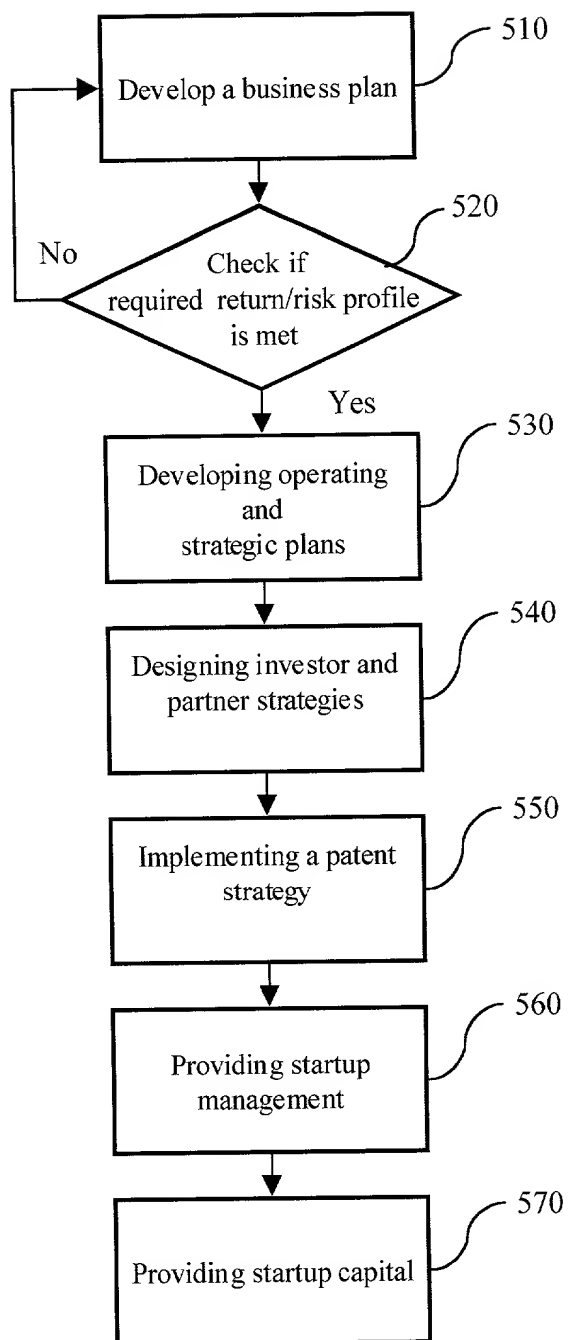 510
Develop a business plan
520
No
Check if
required return/risk profile
is met
Yes
530
Developing operating
and
strategic plans
540
Designing investor and
partner strategies
550
Implementing a patent
strategy
560
Providing startup
management
570
Providing startup capital